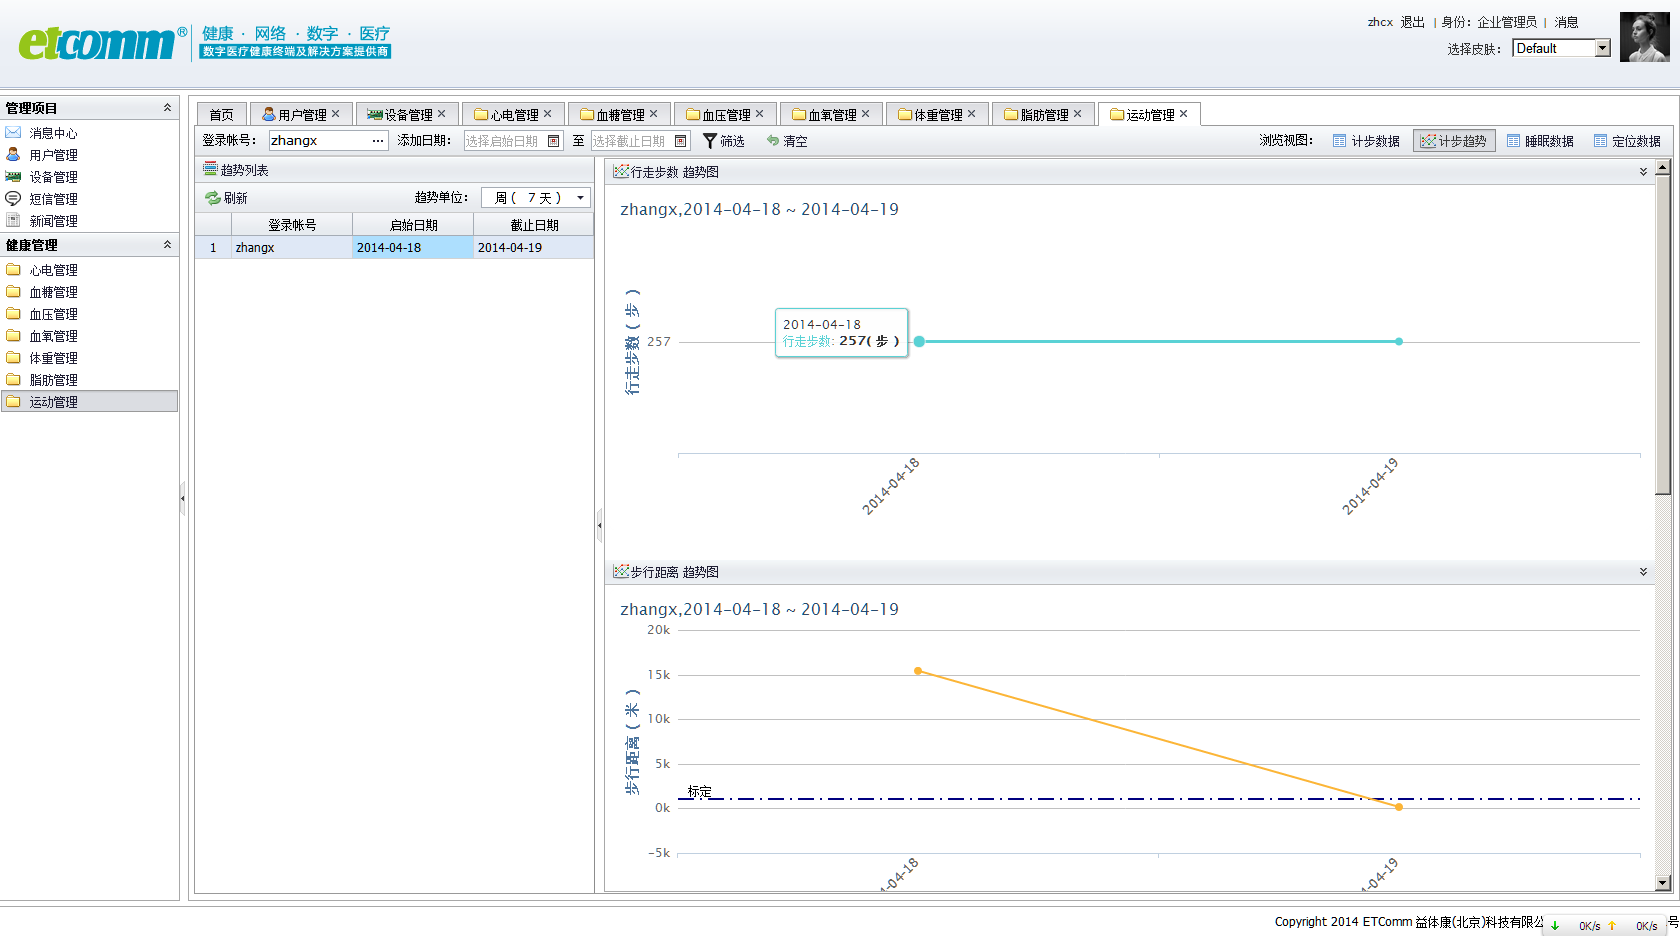 etcomm®
健康 · 网络 · 数字 · 医疗
数字医疗健康终端及解决方案提供商
zhcx 退出 | 身份: 企业管理员 | 消息
选择皮肤: Default
管理项目
消息中心
用户管理
设备管理
短信管理
新闻管理
健康管理
心电管理
血糖管理
血压管理
血氧管理
体重管理
脂肪管理
运动管理
首页 用户管理 设备管理 心电管理 血糖管理 血压管理 血氧管理 体重管理 脂肪管理 运动管理
登录帐号: zhangx ... 添加日期: 选择启始日期 至 选择截止日期 筛选 清空 浏览视图: 计步数据 计步趋势 睡眠数据 定位数据
趋势列表
刷新 趋势单位: 周 ( 7 天 )
登录帐号 启始日期 截止日期
1 zhangx 2014-04-18 2014-04-19
行走步数 趋势图
zhangx,2014-04-18 ~ 2014-04-19
行走步数 ( 步 )
257
2014-04-18
行走步数: 257( 步 )
2014-04-18 2014-04-19
步行距离 趋势图
zhangx,2014-04-18 ~ 2014-04-19
步行距离 ( 米 )
20k
15k
10k
5k
标定
0k
-5k
-04-18 -04-19
Copyright 2014 ETComm 益体康(北京)科技有限公 0K/s 0K/s 号